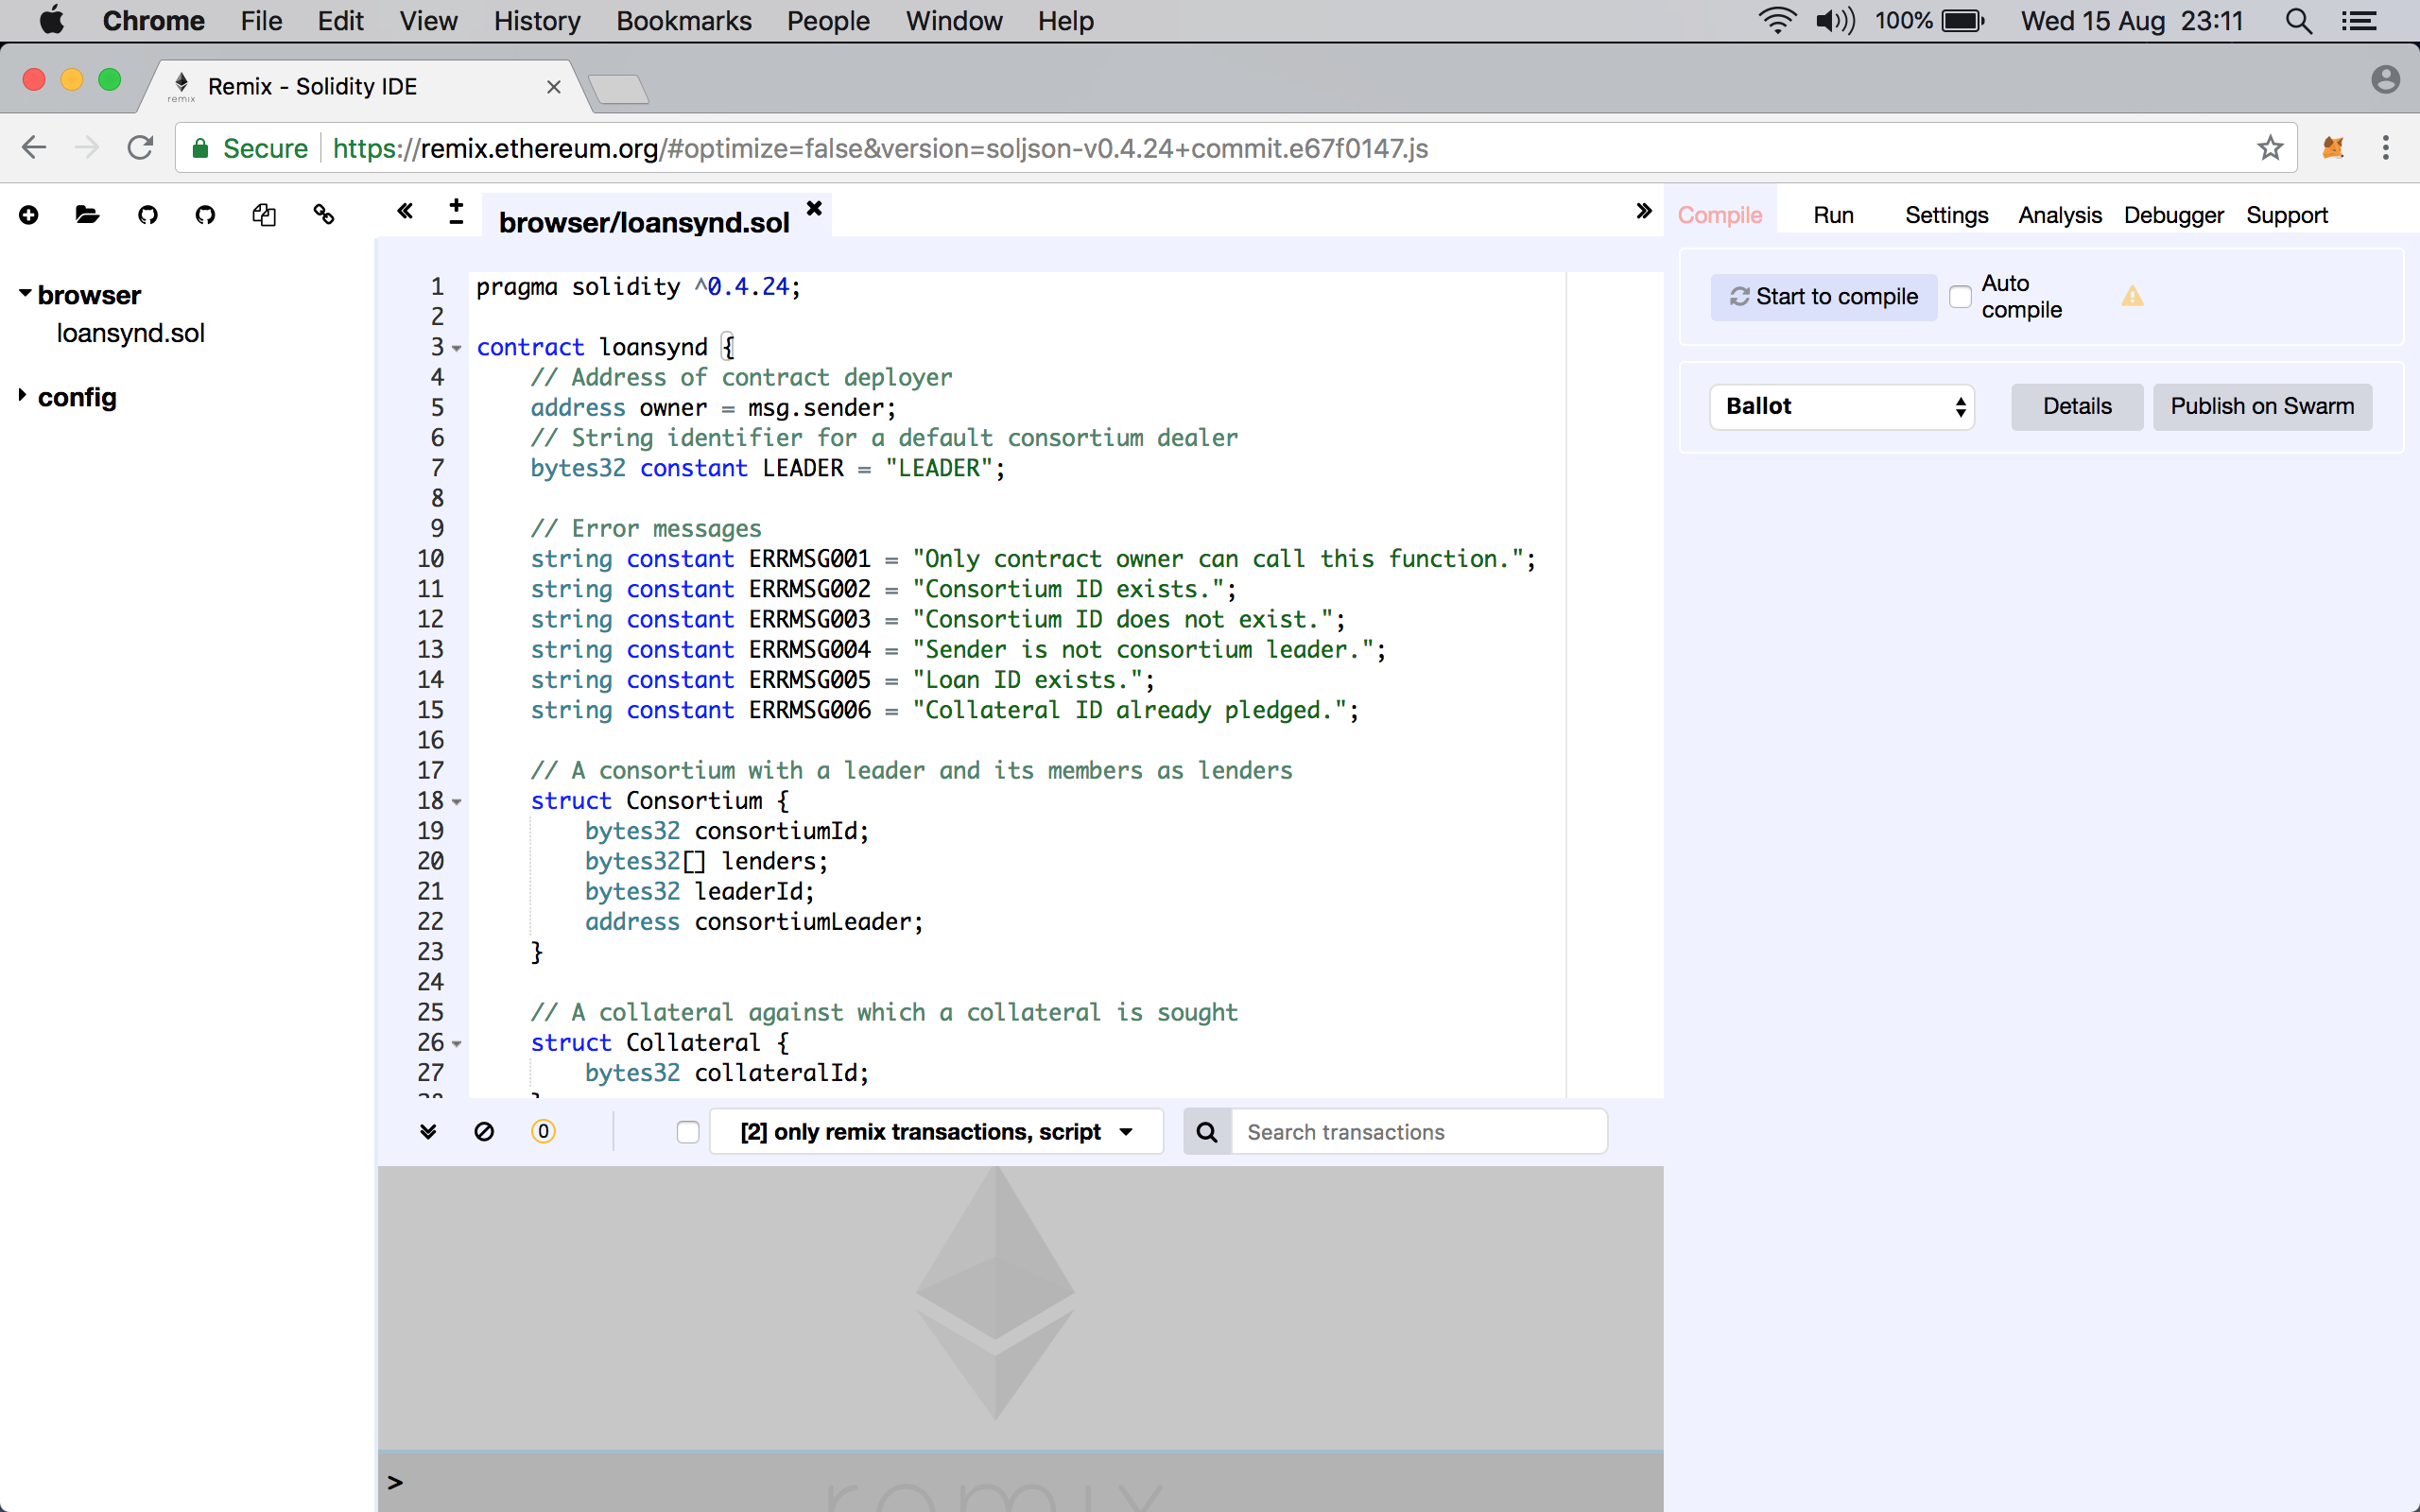 Chrome File Edit View History Bookmarks People Window Help 100% Wed 15 Aug 23:11
remix Remix - Solidity IDE
Secure https://remix.ethereum.org/#optimize=false&version=soljson-v0.4.24+commit.e67f0147.js
browser/loansynd.sol
Compile Run Settings Analysis Debugger Support
browser
loansynd.sol
config
1 pragma solidity ^0.4.24;
2
3 contract loansynd {
4 // Address of contract deployer
5 address owner = msg.sender;
6 // String identifier for a default consortium dealer
7 bytes32 constant LEADER = "LEADER";
8
9 // Error messages
10 string constant ERRMSG001 = "Only contract owner can call this function.";
11 string constant ERRMSG002 = "Consortium ID exists.";
12 string constant ERRMSG003 = "Consortium ID does not exist.";
13 string constant ERRMSG004 = "Sender is not consortium leader.";
14 string constant ERRMSG005 = "Loan ID exists.";
15 string constant ERRMSG006 = "Collateral ID already pledged.";
16
17 // A consortium with a leader and its members as lenders
18 struct Consortium {
19 bytes32 consortiumId;
20 bytes32[] lenders;
21 bytes32 leaderId;
22 address consortiumLeader;
23 }
24
25 // A collateral against which a collateral is sought
26 struct Collateral {
27 bytes32 collateralId;
Start to compile
Auto
compile
Ballot Details Publish on Swarm
0 [2] only remix transactions, script Search transactions
>
remix